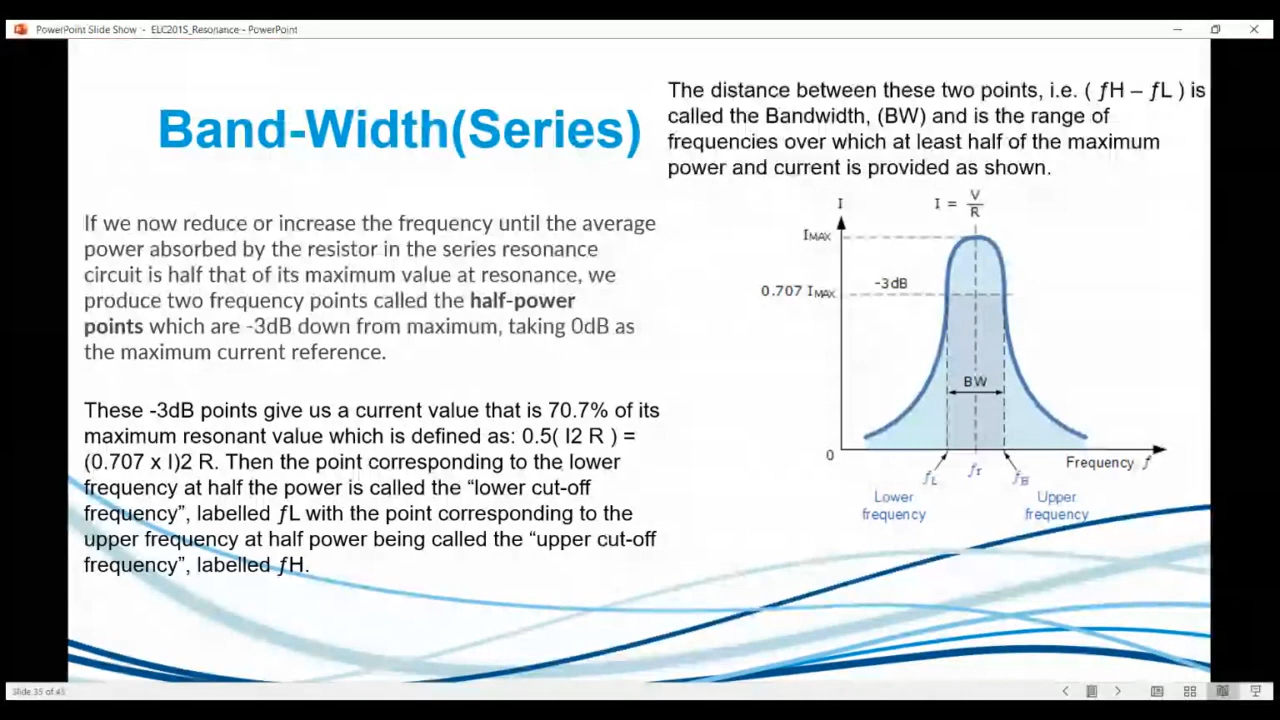 PowerPoint Slide Show - ELC201S_Resonance - PowerPoint
Band-Width(Series)
If we now reduce or increase the frequency until the average
power absorbed by the resistor in the series resonance
circuit is half that of its maximum value at resonance, we
produce two frequency points called the half-power
points which are -3dB down from maximum, taking 0dB as
the maximum current reference.
These -3dB points give us a current value that is 70.7% of its
maximum resonant value which is defined as: 0.5( I2 R ) =
(0.707 x I)2 R. Then the point corresponding to the lower
frequency at half the power is called the “lower cut-off
frequency”, labelled ƒL with the point corresponding to the
upper frequency at half power being called the “upper cut-off
frequency”, labelled ƒH.
The distance between these two points, i.e. ( ƒH – ƒL ) is
called the Bandwidth, (BW) and is the range of
frequencies over which at least half of the maximum
power and current is provided as shown.
I
I = V/R
IMAX
-3dB
0.707 IMAX
BW
0
Frequency ƒ
fL
fr
fH
Lower
frequency
Upper
frequency
Slide 35 of 45